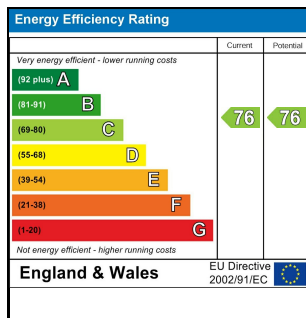 Energy Efficiency Rating
Current Potential
Very energy efficient - lower running costs
(92 plus) A
(81-91) B
(69-80) C
76 76
(55-68) D
(39-54) E
(21-38) F
(1-20) G
Not energy efficient - higher running costs
England & Wales
EU Directive
2002/91/EC